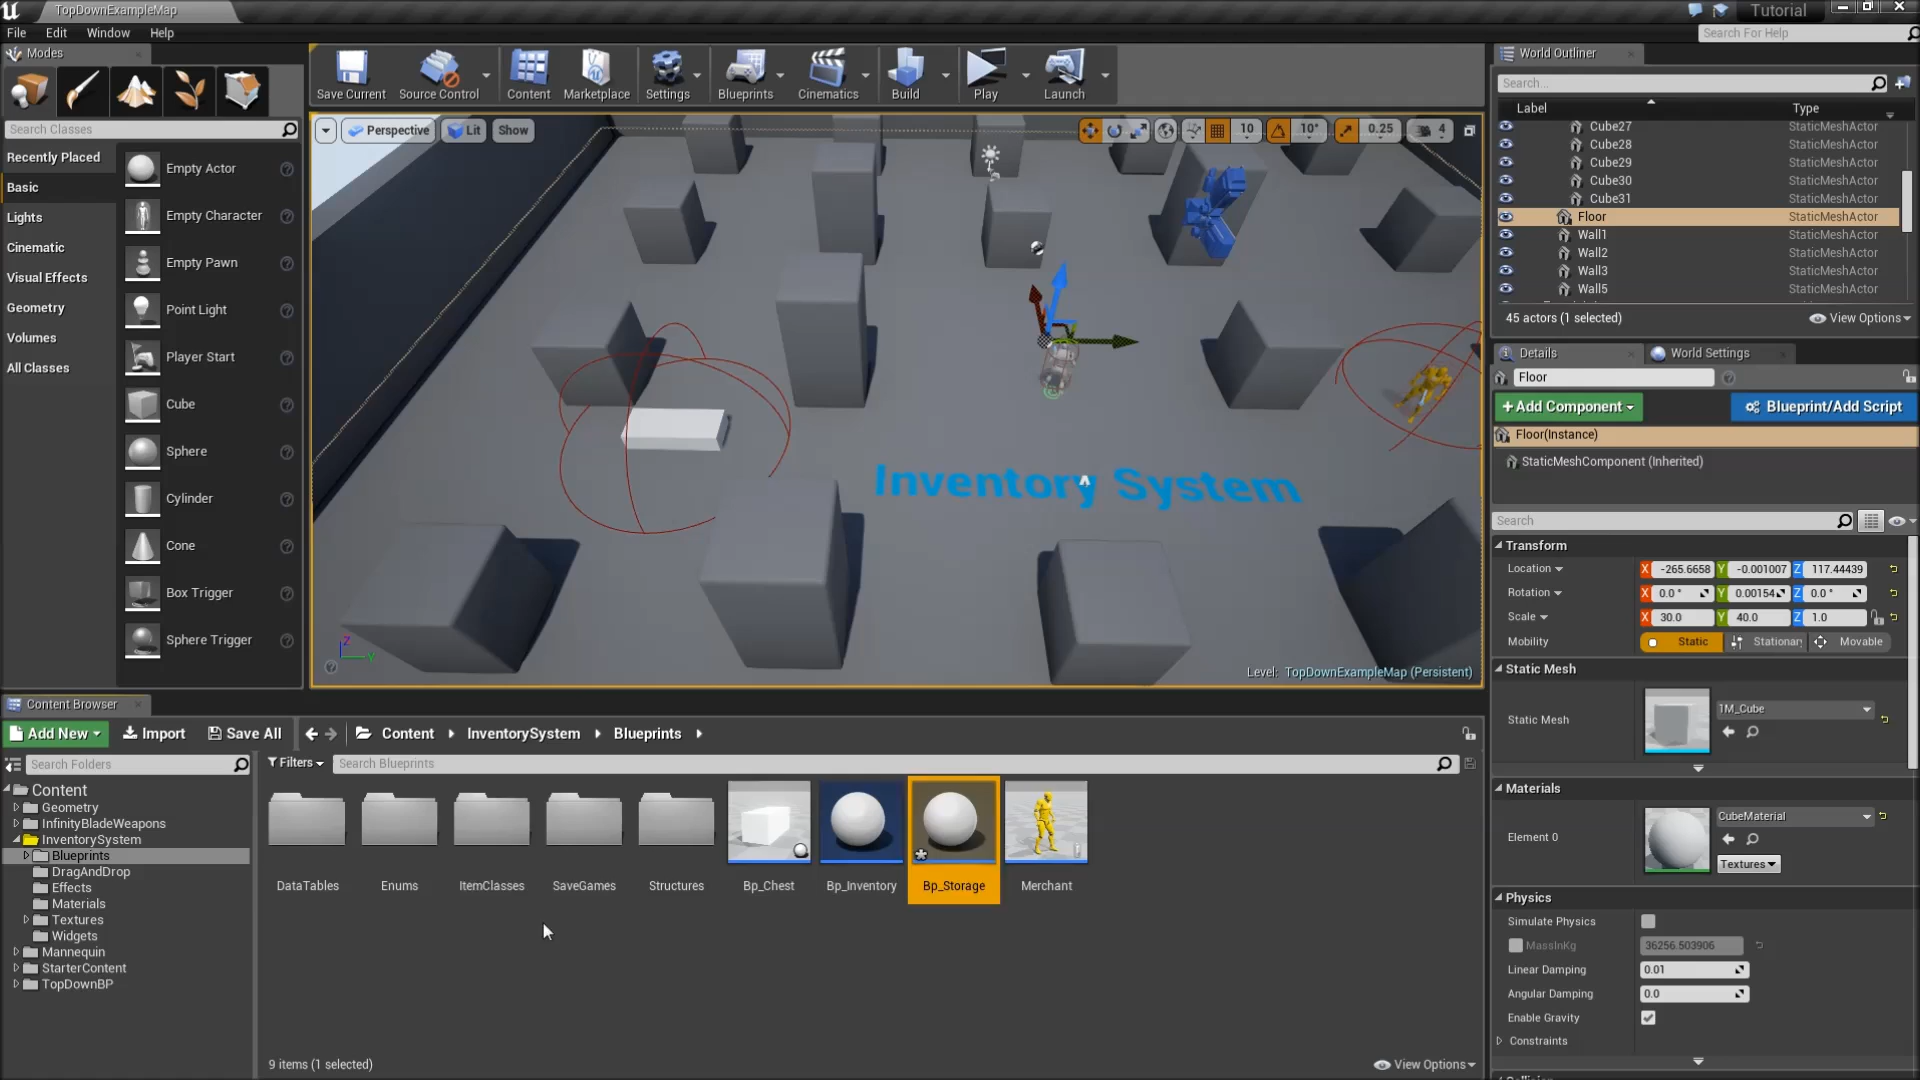 TopDownExampleMap
Tutorial
File Edit Window Help
Search For Help
Modes
Search Classes
Recently Placed
Basic
Lights
Cinematic
Visual Effects
Geometry
Volumes
All Classes
Empty Actor
Empty Character
Empty Pawn
Point Light
Player Start
Cube
Sphere
Cylinder
Cone
Box Trigger
Sphere Trigger
Save Current
Source Control
Content
Marketplace
Settings
Blueprints
Cinematics
Build
Play
Launch
Perspective Lit Show
10 10° 0.25 4
Inventory System
Z
Y
Level: TopDownExampleMap (Persistent)
World Outliner
Search...
Label Type
Cube27 StaticMeshActor
Cube28 StaticMeshActor
Cube29 StaticMeshActor
Cube30 StaticMeshActor
Cube31 StaticMeshActor
Floor StaticMeshActor
Wall1 StaticMeshActor
Wall2 StaticMeshActor
Wall3 StaticMeshActor
Wall5 StaticMeshActor
45 actors (1 selected)
View Options
Details World Settings
Floor
+Add Component
Blueprint/Add Script
Floor(Instance)
StaticMeshComponent (Inherited)
Search
Transform
Location X -265.6658 Y -0.001007 Z 117.44439
Rotation X 0.0 ° Y 0.00154 Z 0.0 °
Scale X 30.0 Y 40.0 Z 1.0
Mobility Static Stationary Movable
Static Mesh
Static Mesh
1M_Cube
Materials
Element 0
CubeMaterial
Textures
Physics
Simulate Physics
MassInKg 36256.503906
Linear Damping 0.01
Angular Damping 0.0
Enable Gravity
Constraints
Content Browser
Add New Import Save All
Content InventorySystem Blueprints
Search Folders
Filters
Search Blueprints
Content
Geometry
InfinityBladeWeapons
InventorySystem
Blueprints
DragAndDrop
Effects
Materials
Textures
Widgets
Mannequin
StarterContent
TopDownBP
DataTables
Enums
ItemClasses
SaveGames
Structures
Bp_Chest
Bp_Inventory
Bp_Storage
Merchant
9 items (1 selected)
View Options